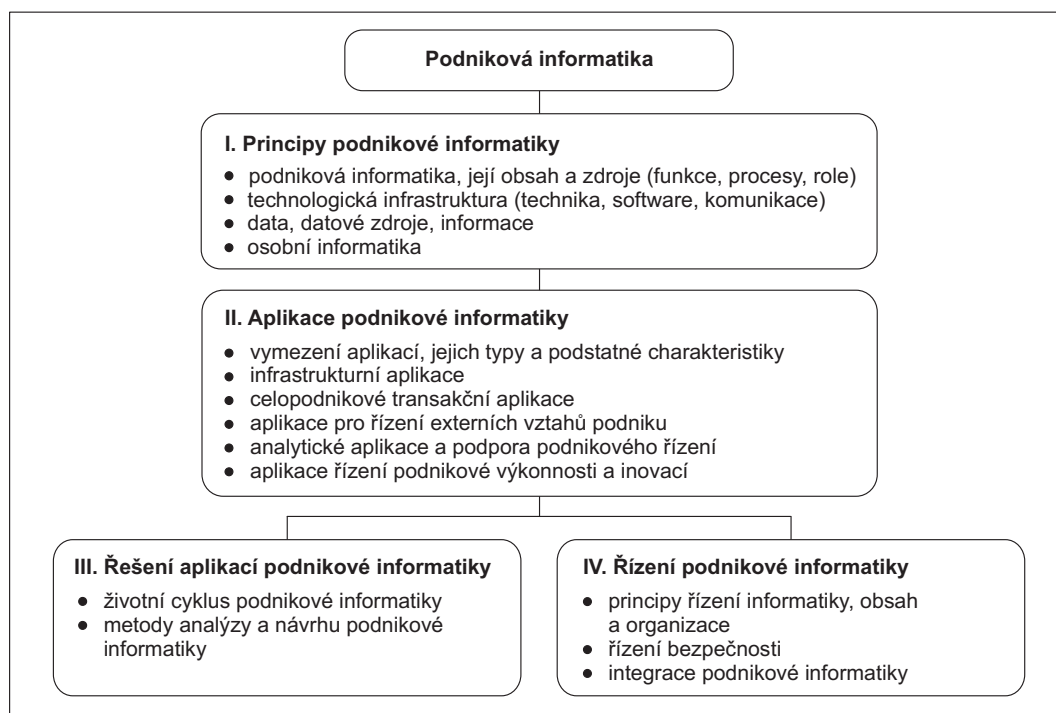 Podniková informatika
I. Principy podnikové informatiky
● podniková informatika, její obsah a zdroje (funkce, procesy, role)
● technologická infrastruktura (technika, software, komunikace)
● data, datové zdroje, informace
● osobní informatika
II. Aplikace podnikové informatiky
● vymezení aplikací, jejich typy a podstatné charakteristiky
● infrastrukturní aplikace
● celopodnikové transakční aplikace
● aplikace pro řízení externích vztahů podniku
● analytické aplikace a podpora podnikového řízení
● aplikace řízení podnikové výkonnosti a inovací
III. Řešení aplikací podnikové informatiky
● životní cyklus podnikové informatiky
● metody analýzy a návrhu podnikové
informatiky
IV. Řízení podnikové informatiky
● principy řízení informatiky, obsah
a organizace
● řízení bezpečnosti
● integrace podnikové informatiky